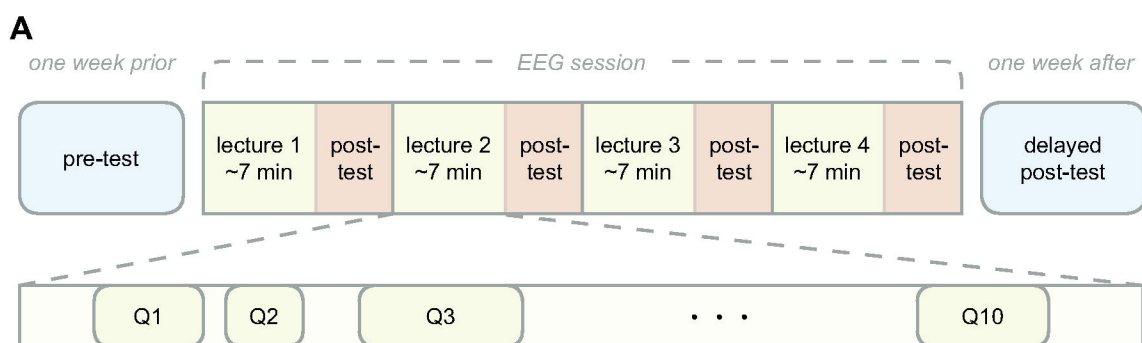 A
one week prior
EEG session
one week after
pre-test
lecture 1
~7 min
post-
test
lecture 2
~7 min
post-
test
lecture 3
~7 min
post-
test
lecture 4
~7 min
post-
test
delayed
post-test
Q1
Q2
Q3
. . .
Q10